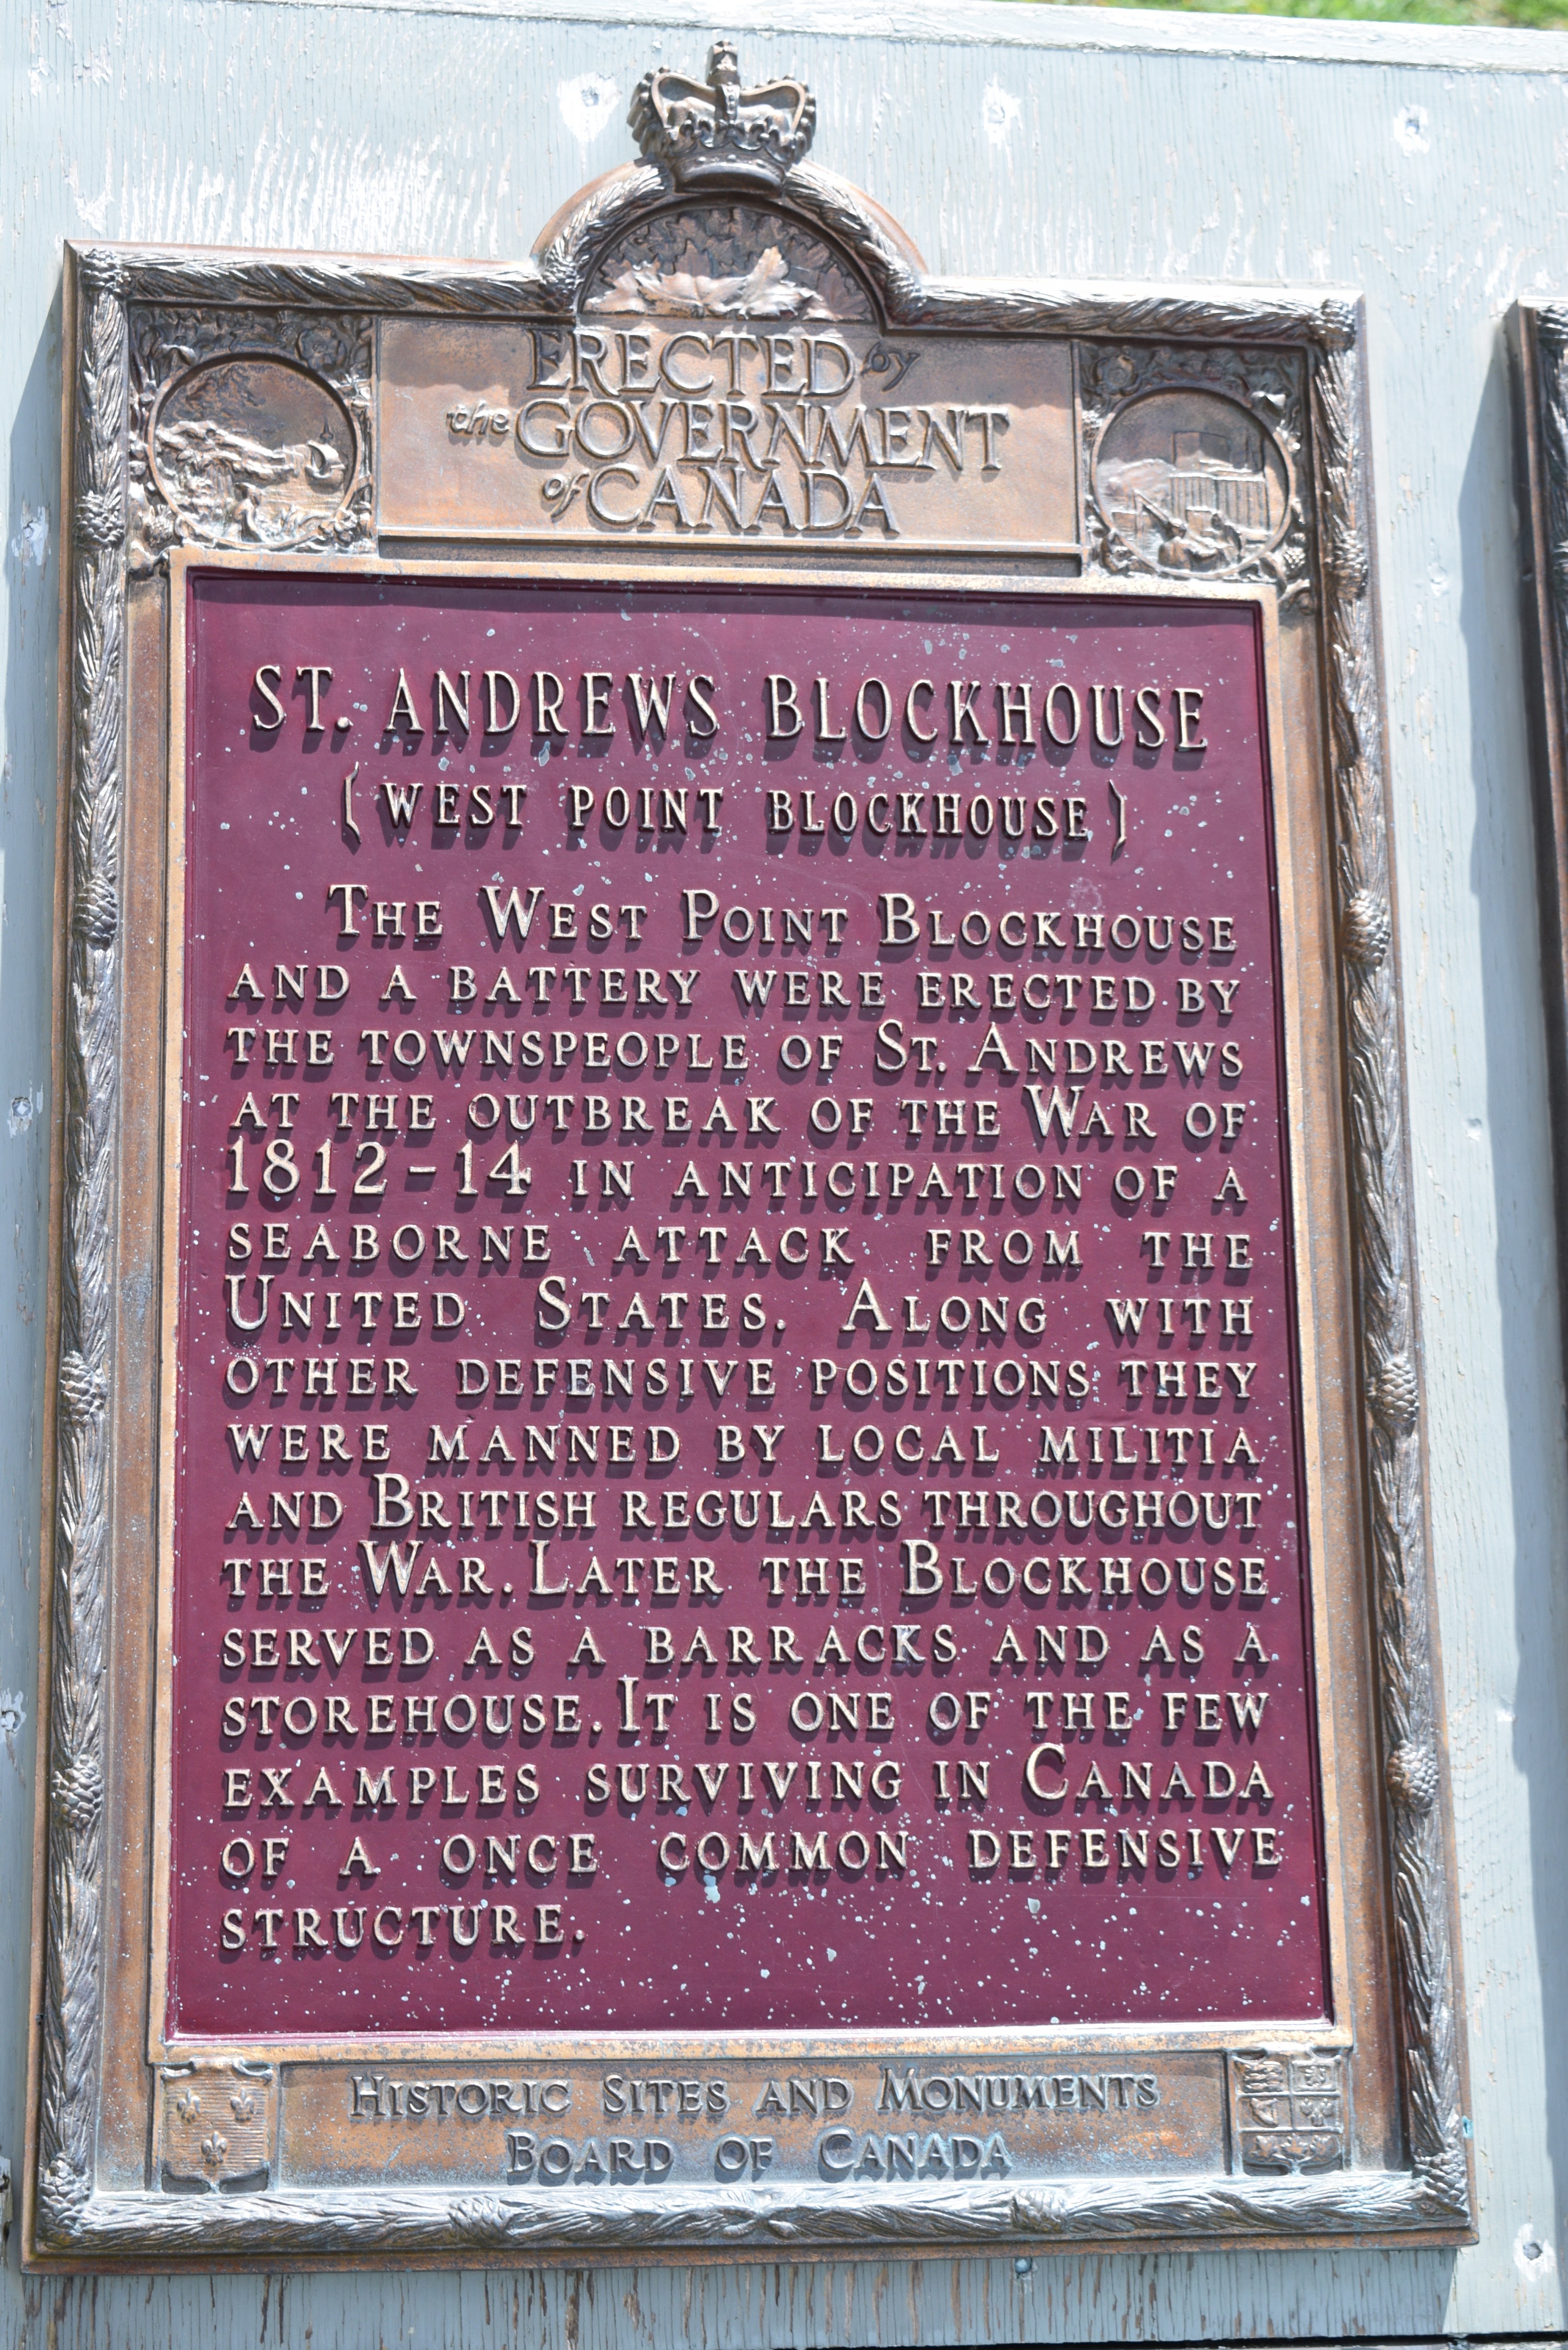 ERECTED by
the GOVERNMENT
of CANADA
ST. ANDREWS BLOCKHOUSE
(WEST POINT BLOCKHOUSE)
THE WEST POINT BLOCKHOUSE
AND A BATTERY WERE ERECTED BY
THE TOWNSPEOPLE OF ST. ANDREWS
AT THE OUTBREAK OF THE WAR OF
1812-14 IN ANTICIPATION OF A
SEABORNE ATTACK FROM THE
UNITED STATES. ALONG WITH
OTHER DEFENSIVE POSITIONS THEY
WERE MANNED BY LOCAL MILITIA
AND BRITISH REGULARS THROUGHOUT
THE WAR. LATER THE BLOCKHOUSE
SERVED AS A BARRACKS AND AS A
STOREHOUSE. IT IS ONE OF THE FEW
EXAMPLES SURVIVING IN CANADA
OF A ONCE COMMON DEFENSIVE
STRUCTURE.
HISTORIC SITES AND MONUMENTS
BOARD OF CANADA